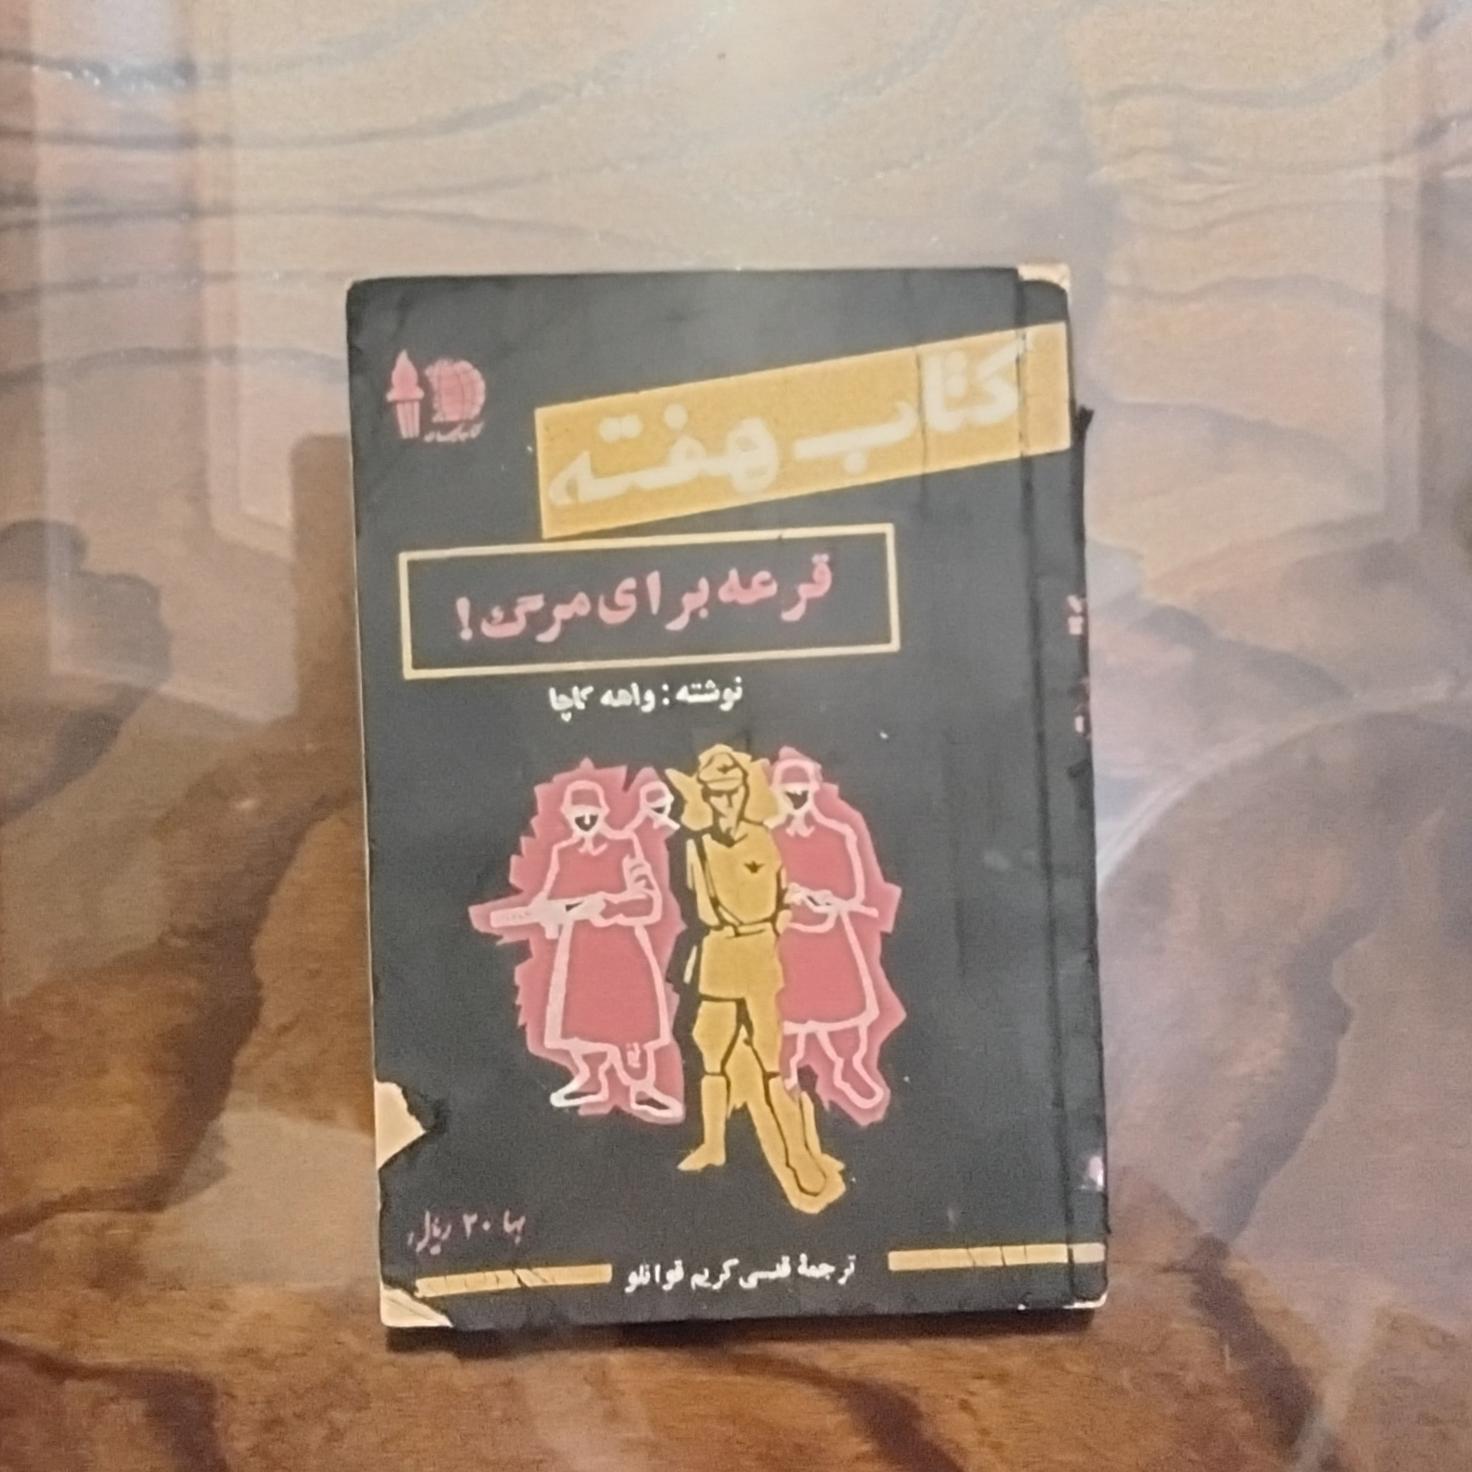 کتاب هفته
قرعه برای مرگ!
نوشته : واهه کاچا
بها ۲۰ ریال
ترجمهٔ قدسی کریم قوانلو